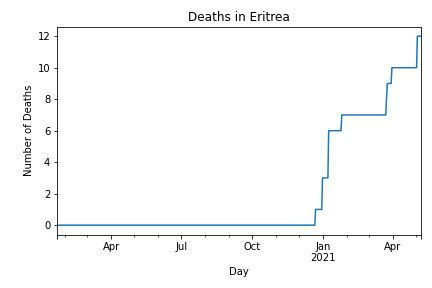 Deaths in Eritrea
12
10
8
6
4
2
0
Number of Deaths
Apr
Jul
Oct
Jan
2021
Apr
Day